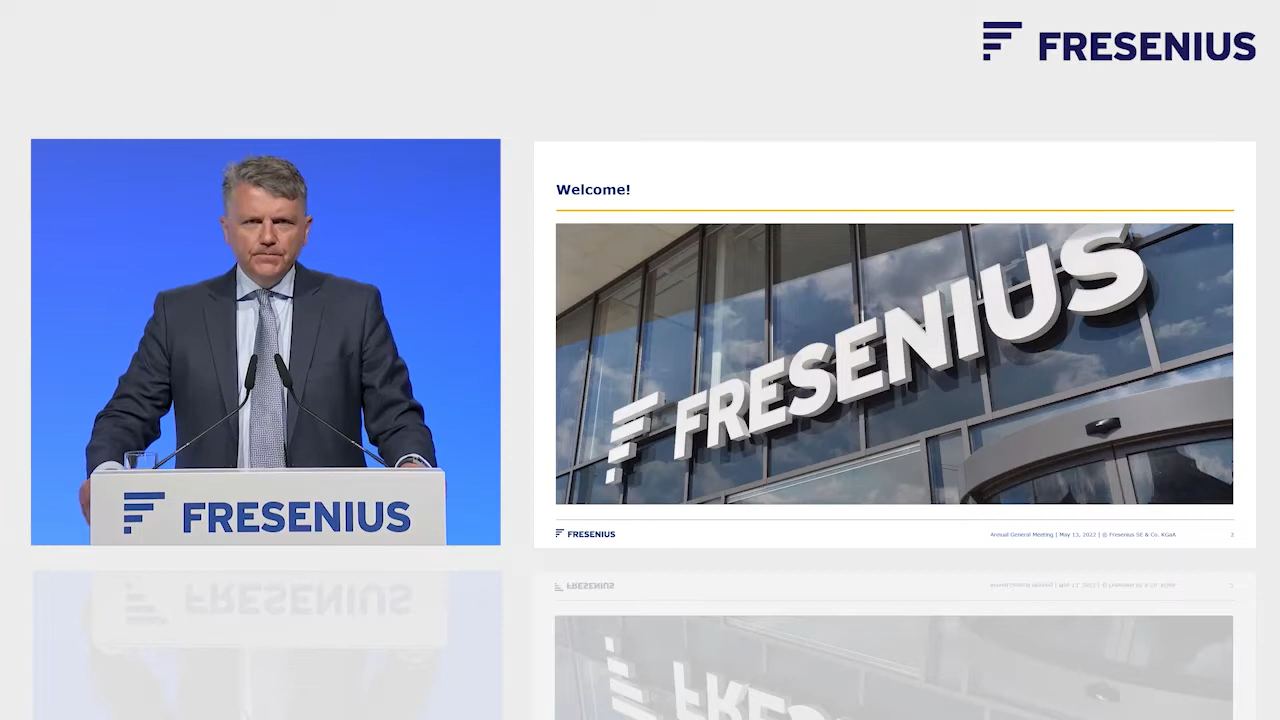 FRESENIUS
Welcome!
FRESENIUS
FRESENIUS
FRESENIUS
Annual General Meeting | May 13, 2022 | © Fresenius SE & Co. KGaA 2